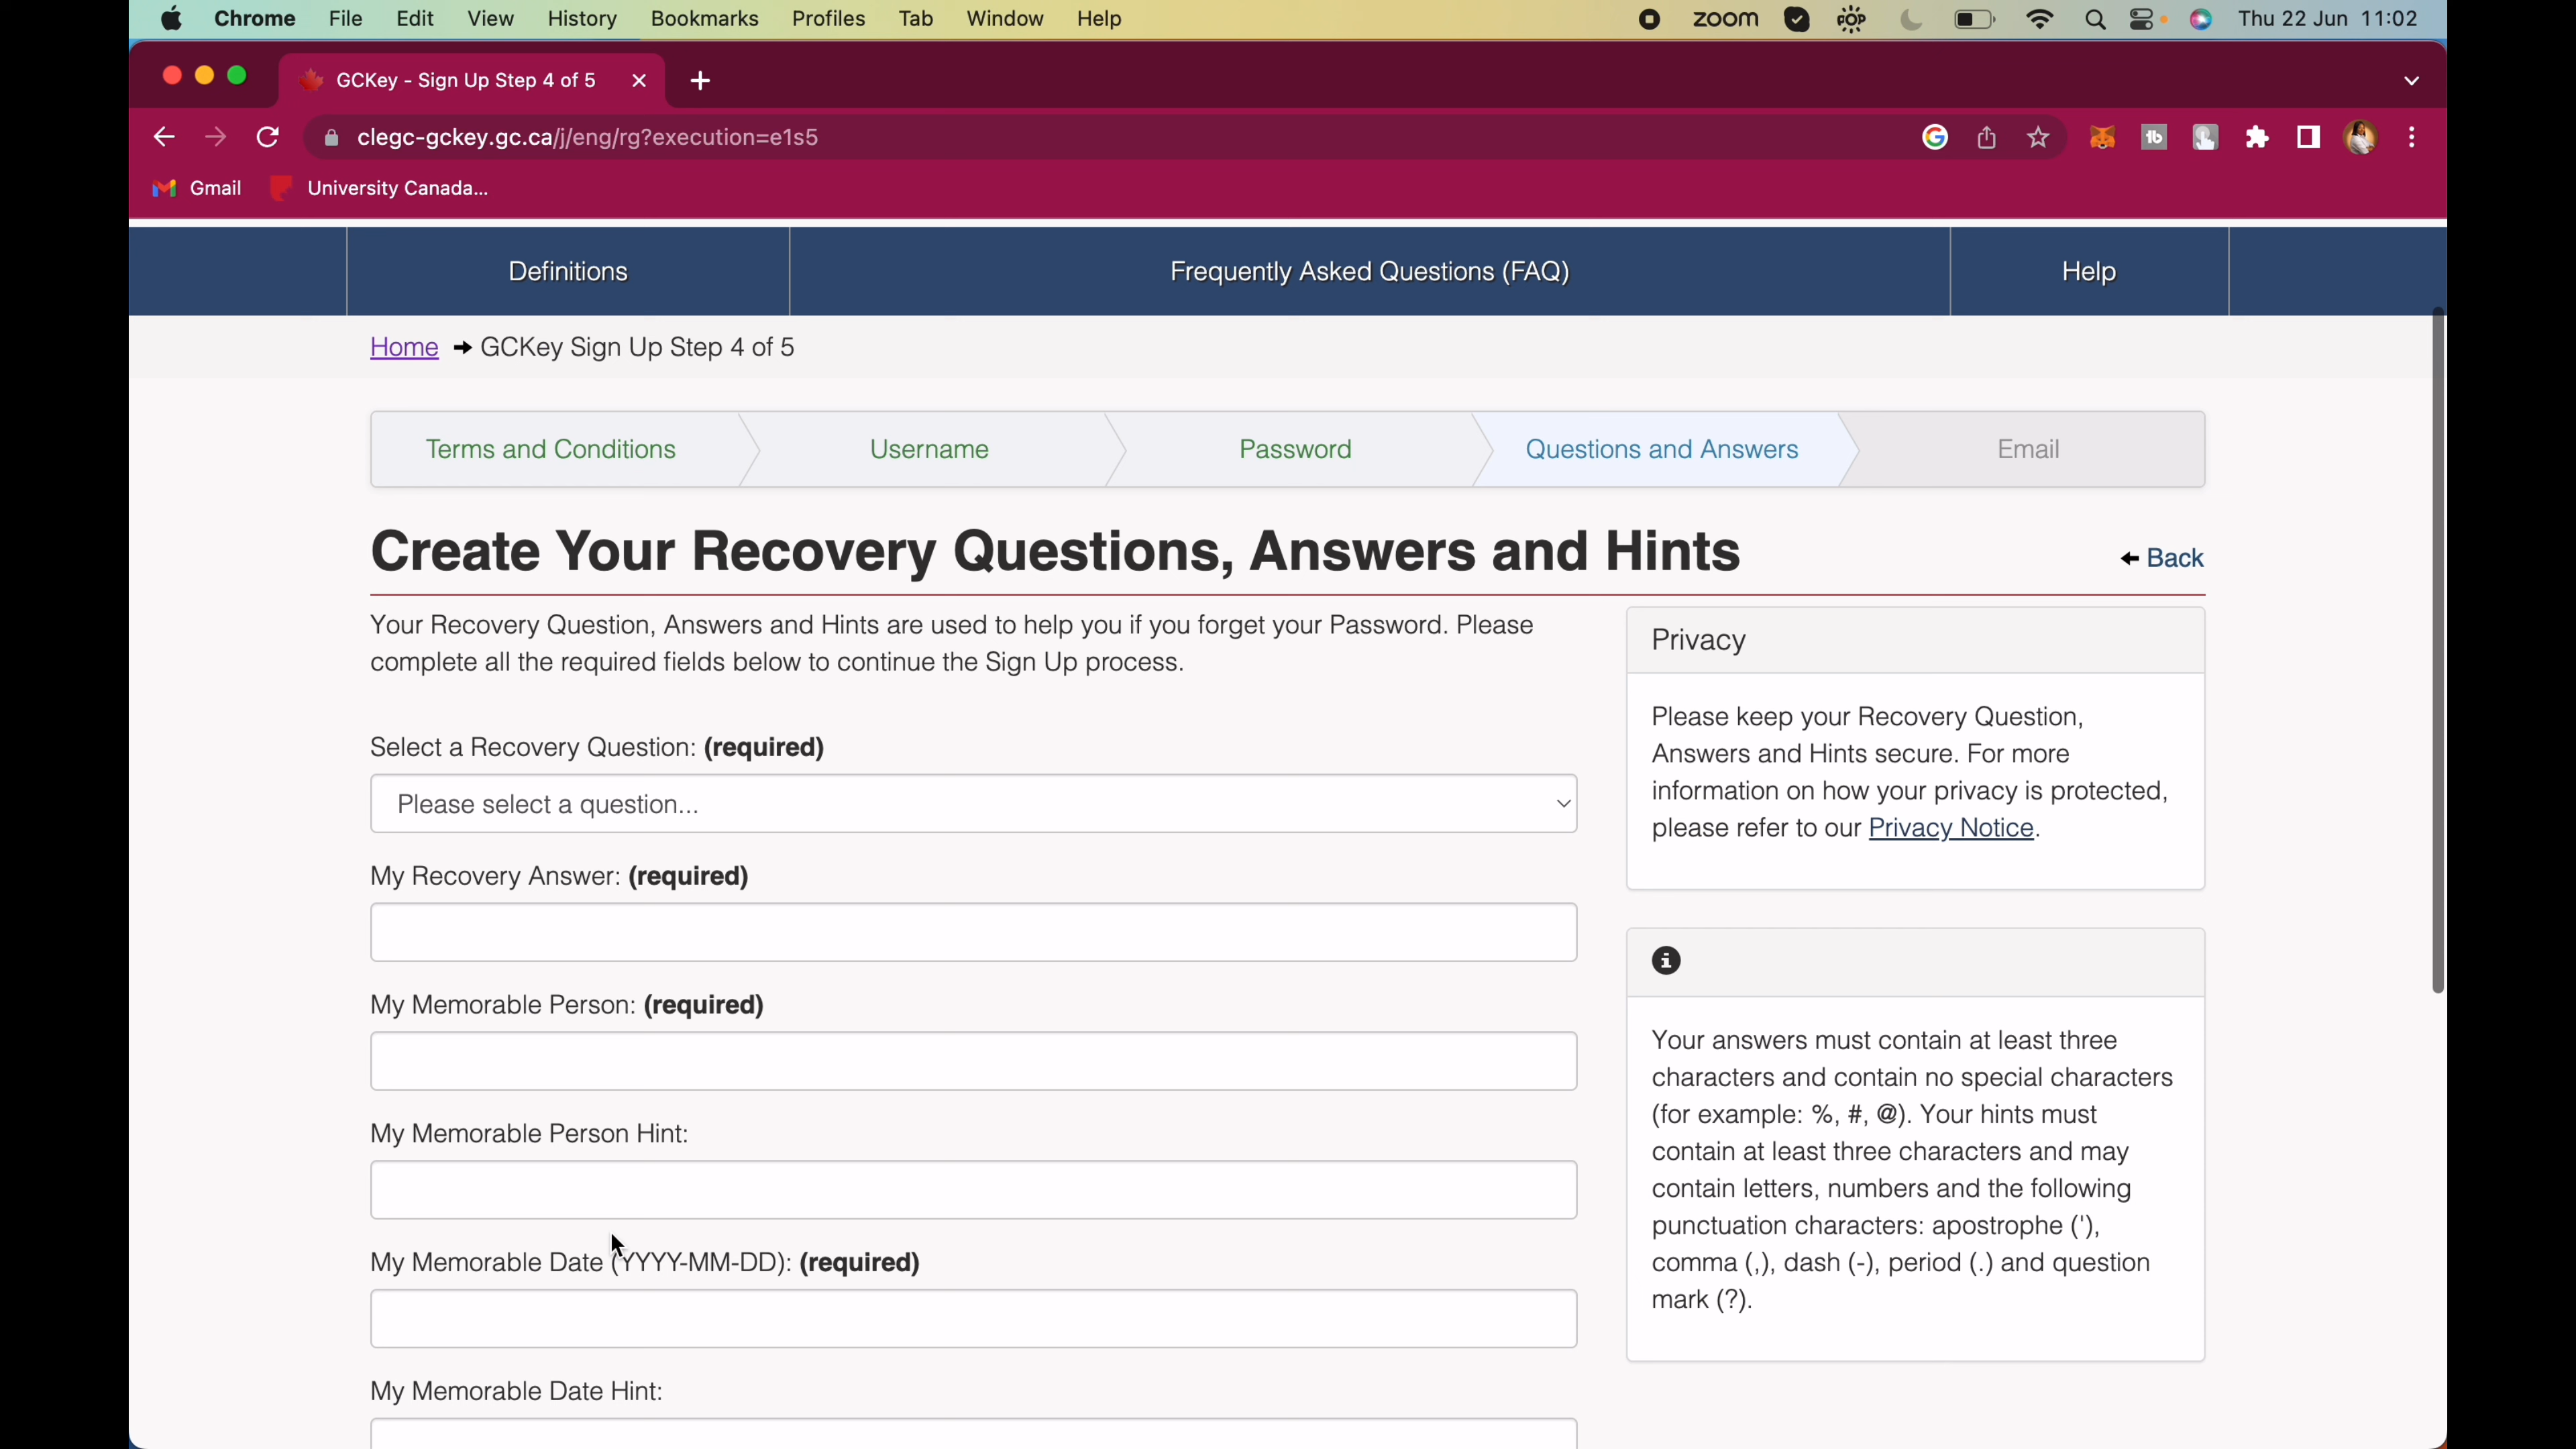 Chrome File Edit View History Bookmarks Profiles Tab Window Help zoom POP Thu 22 Jun 11:02
GCKey - Sign Up Step 4 of 5
clegc-gckey.gc.ca/j/eng/rg?execution=e1s5
Gmail University Canada...
Definitions Frequently Asked Questions (FAQ) Help
Home → GCKey Sign Up Step 4 of 5
Terms and Conditions Username Password Questions and Answers Email
Create Your Recovery Questions, Answers and Hints
← Back
Your Recovery Question, Answers and Hints are used to help you if you forget your Password. Please
complete all the required fields below to continue the Sign Up process.
Select a Recovery Question: (required)
Please select a question...
My Recovery Answer: (required)
My Memorable Person: (required)
My Memorable Person Hint:
My Memorable Date (YYYY-MM-DD): (required)
My Memorable Date Hint:
Privacy
Please keep your Recovery Question,
Answers and Hints secure. For more
information on how your privacy is protected,
please refer to our Privacy Notice.
Your answers must contain at least three
characters and contain no special characters
(for example: %, #, @). Your hints must
contain at least three characters and may
contain letters, numbers and the following
punctuation characters: apostrophe ('),
comma (,), dash (-), period (.) and question
mark (?).